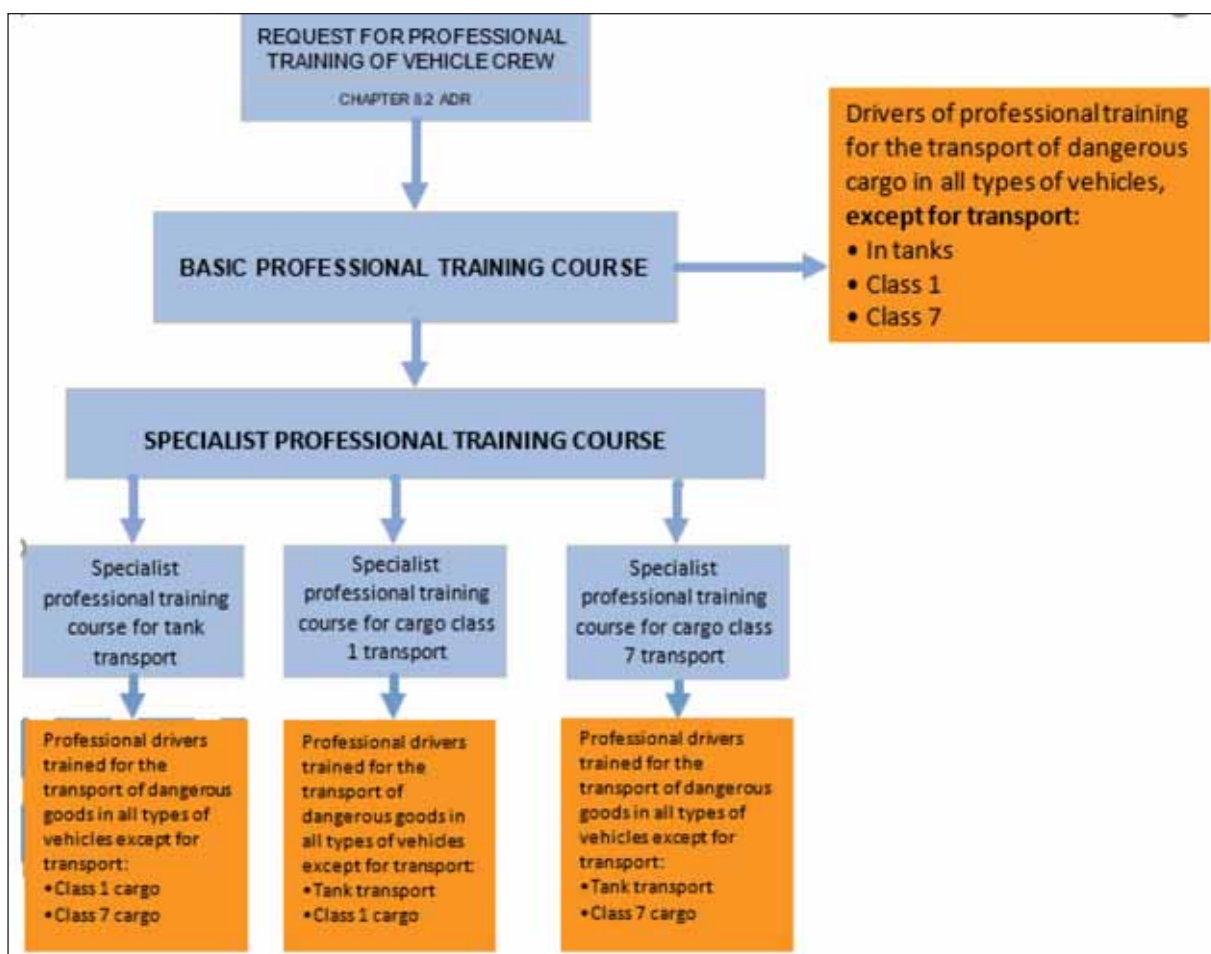 REQUEST FOR PROFESSIONAL
TRAINING OF VEHICLE CREW
CHAPTER 8.2 ADR
Drivers of professional training
for the transport of dangerous
cargo in all types of vehicles,
except for transport:
• In tanks
• Class 1
• Class 7
BASIC PROFESSIONAL TRAINING COURSE
SPECIALIST PROFESSIONAL TRAINING COURSE
Specialist
professional training
course for tank
transport
Specialist
professional training
course for cargo class
1 transport
Specialist
professional training
course for cargo class
7 transport
Professional drivers
trained for the
transport of dangerous
goods in all types of
vehicles except for
transport:
•Class 1 cargo
•Class 7 cargo
Professional drivers
trained for the
transport of
dangerous goods in
all types of vehicles
except for transport:
•Tank transport
•Class 1 cargo
Professional drivers
trained for the
transport of dangerous
goods in all types of
vehicles except for
transport:
•Tank transport
•Class 7 cargo